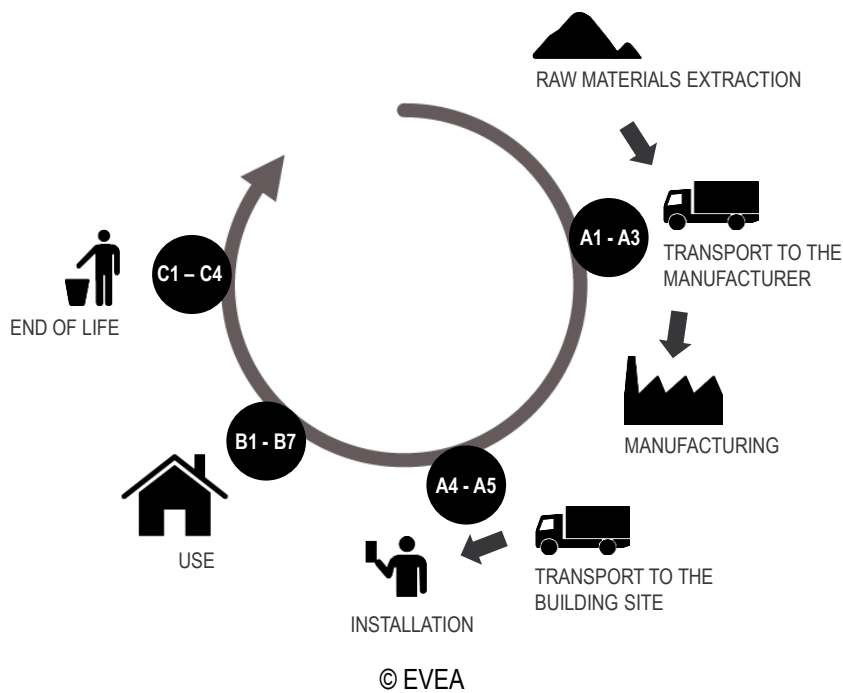 RAW MATERIALS EXTRACTION
A1 - A3
TRANSPORT TO THE
MANUFACTURER
MANUFACTURING
A4 - A5
TRANSPORT TO THE
BUILDING SITE
INSTALLATION
B1 - B7
USE
C1 – C4
END OF LIFE
© EVEA